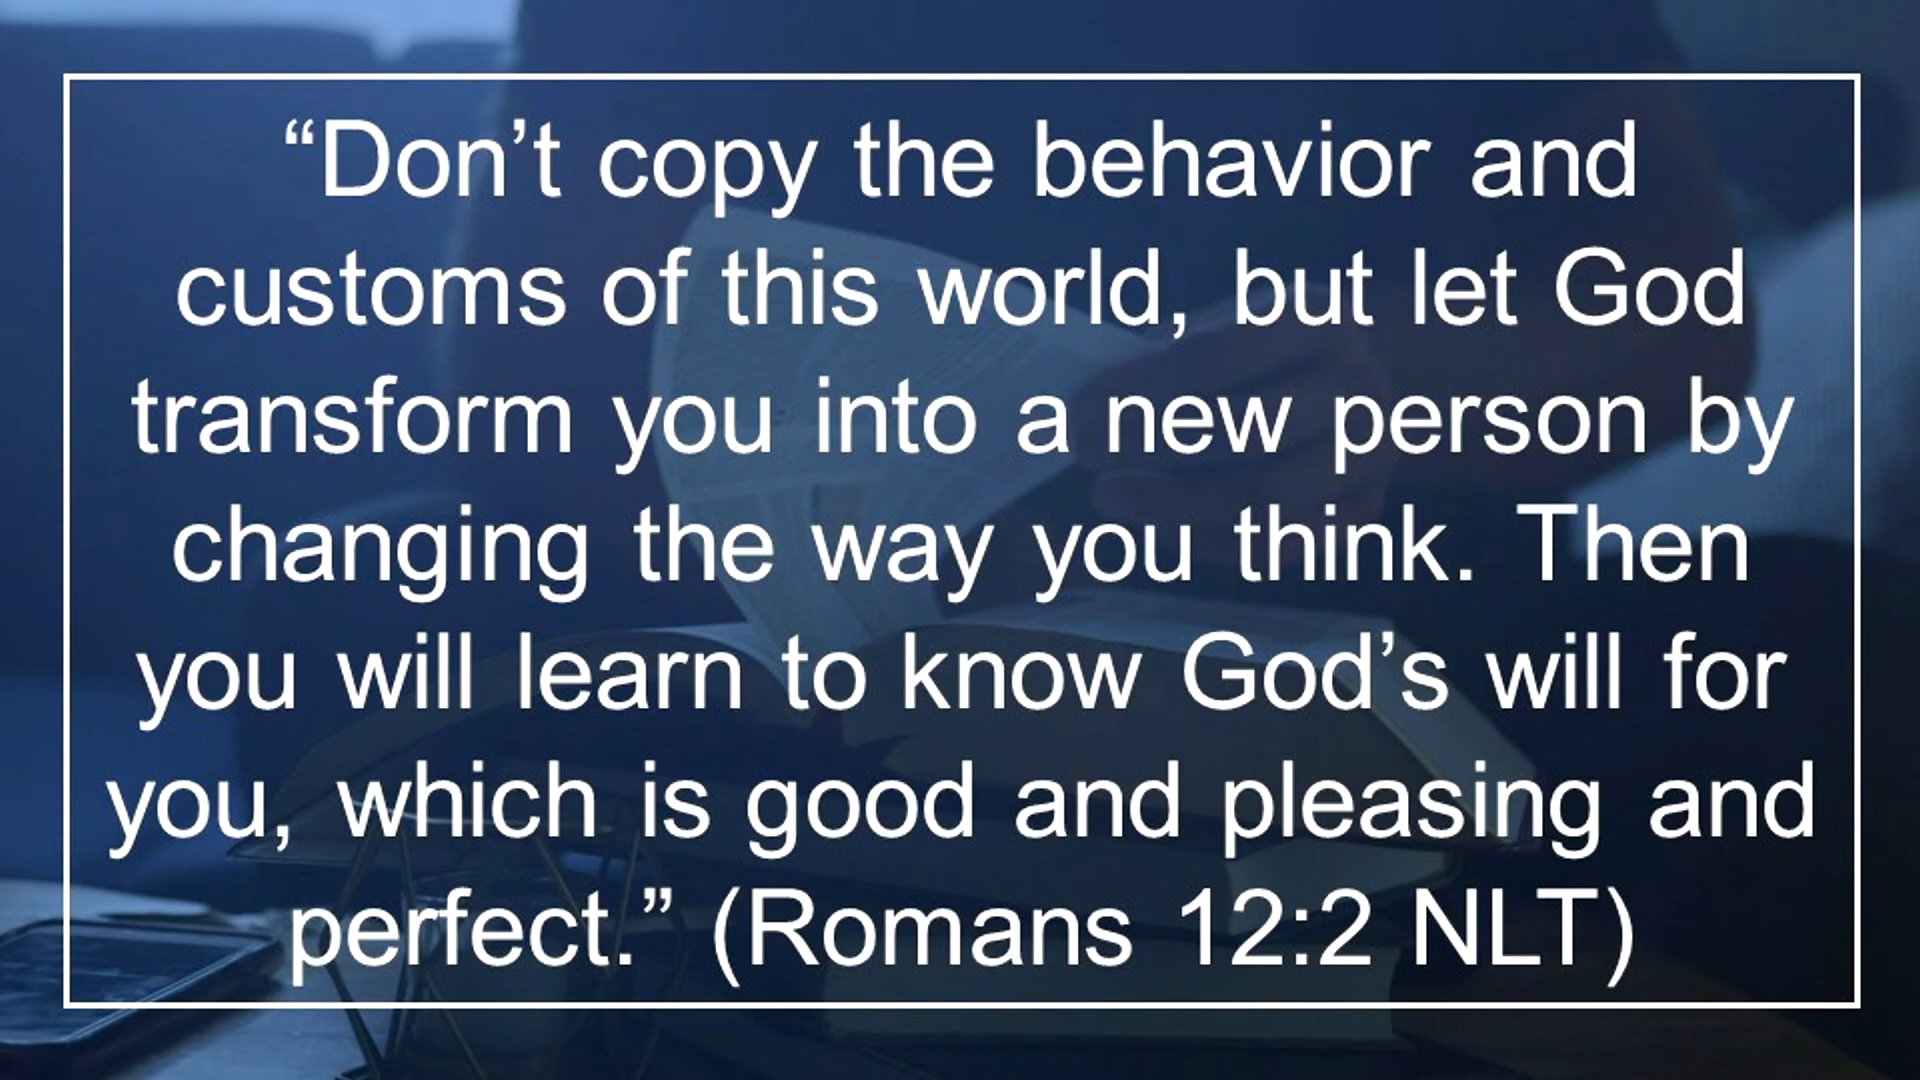 “Don’t copy the behavior and
customs of this world, but let God
transform you into a new person by
changing the way you think. Then
you will learn to know God’s will for
you, which is good and pleasing and
perfect.” (Romans 12:2 NLT)